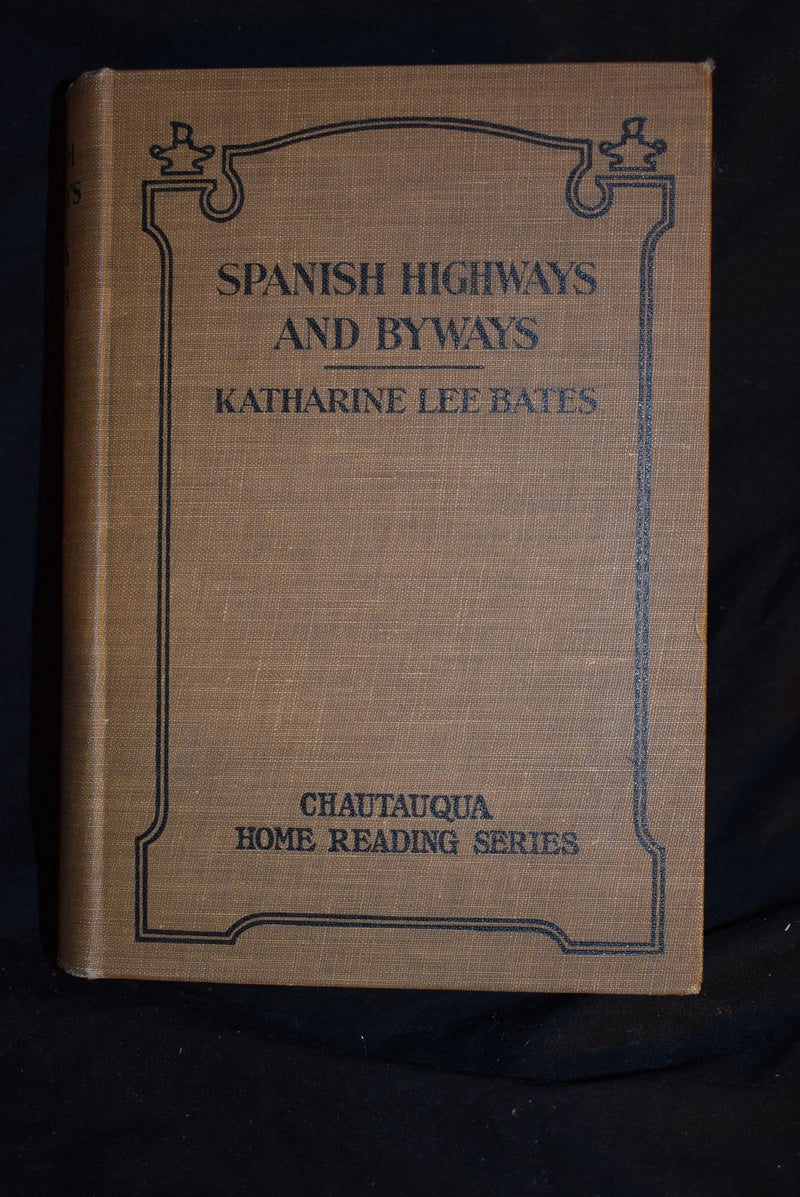 SPANISH HIGHWAYS
AND BYWAYS
KATHARINE LEE BATES
CHAUTAUQUA
HOME READING SERIES